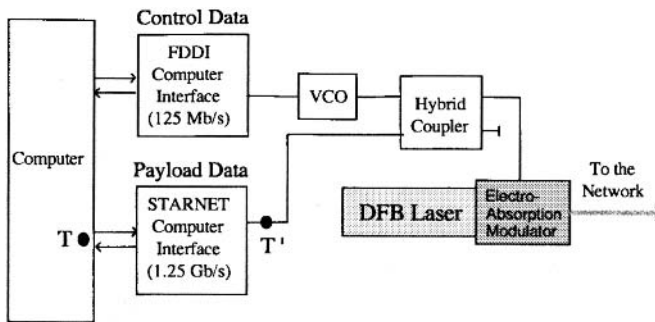 Control Data
FDDI
Computer
Interface
(125 Mb/s)
VCO
Hybrid
Coupler
Computer
Payload Data
STARNET
Computer
Interface
(1.25 Gb/s)
T
T'
DFB Laser
Electro-
Absorption
Modulator
To the
Network